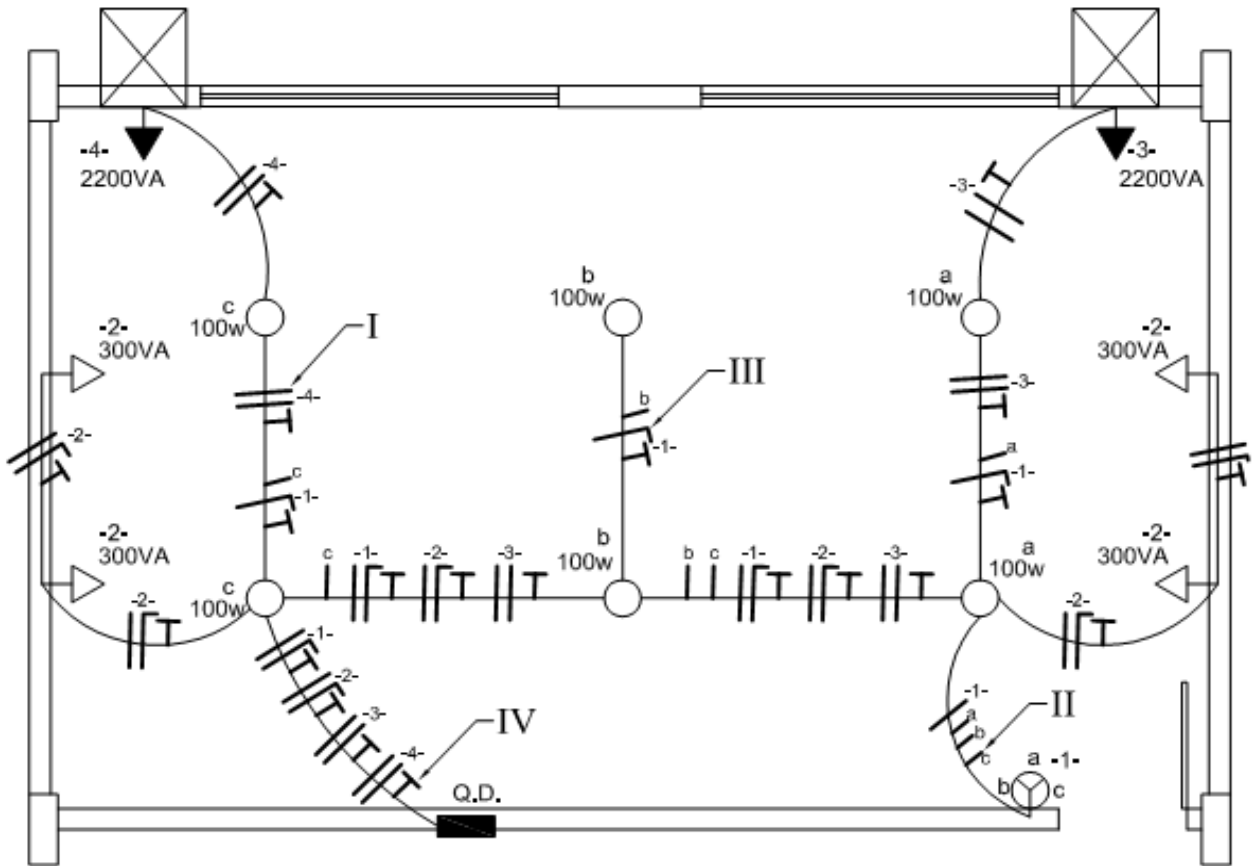 -4-
2200VA
-4-
-3-
-3-
2200VA
c
100w
b
100w
a
100w
I
III
-2-
300VA
-2-
300VA
-4-
b
-1-
-3-
-2-
c
-1-
a
-1-
-2-
300VA
-2-
300VA
c
100w
c
-1-
-2-
-3-
b
100w
b
c
-1-
-2-
-3-
a
100w
-2-
-2-
-1-
-2-
-3-
-4-
IV
-1-
a
b
c
II
Q.D.
a
-1-
b
c